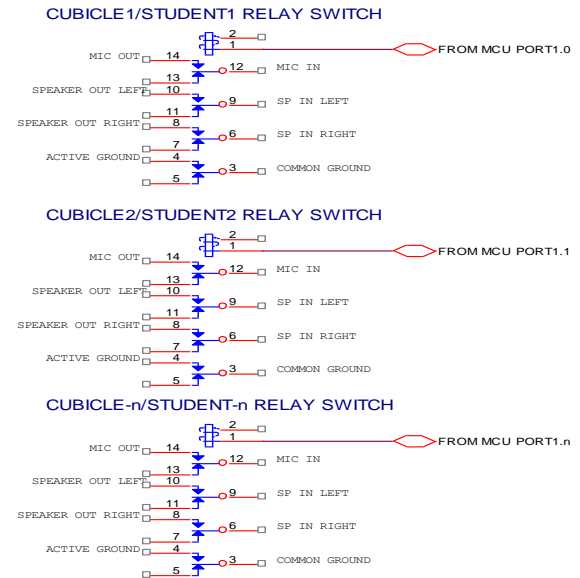 CUBICLE1/STUDENT1 RELAY SWITCH
2
1 FROM MCU PORT1.0
MIC OUT 14
12 MIC IN
13
SPEAKER OUT LEFT 10
9 SP IN LEFT
11
SPEAKER OUT RIGHT 8
6 SP IN RIGHT
7
ACTIVE GROUND 4
3 COMMON GROUND
5
CUBICLE2/STUDENT2 RELAY SWITCH
2
1 FROM MCU PORT1.1
MIC OUT 14
12 MIC IN
13
SPEAKER OUT LEFT 10
9 SP IN LEFT
11
SPEAKER OUT RIGHT 8
6 SP IN RIGHT
7
ACTIVE GROUND 4
3 COMMON GROUND
5
CUBICLE-n/STUDENT-n RELAY SWITCH
2
1 FROM MCU PORT1.n
MIC OUT 14
12 MIC IN
13
SPEAKER OUT LEFT 10
9 SP IN LEFT
11
SPEAKER OUT RIGHT 8
6 SP IN RIGHT
7
ACTIVE GROUND 4
3 COMMON GROUND
5